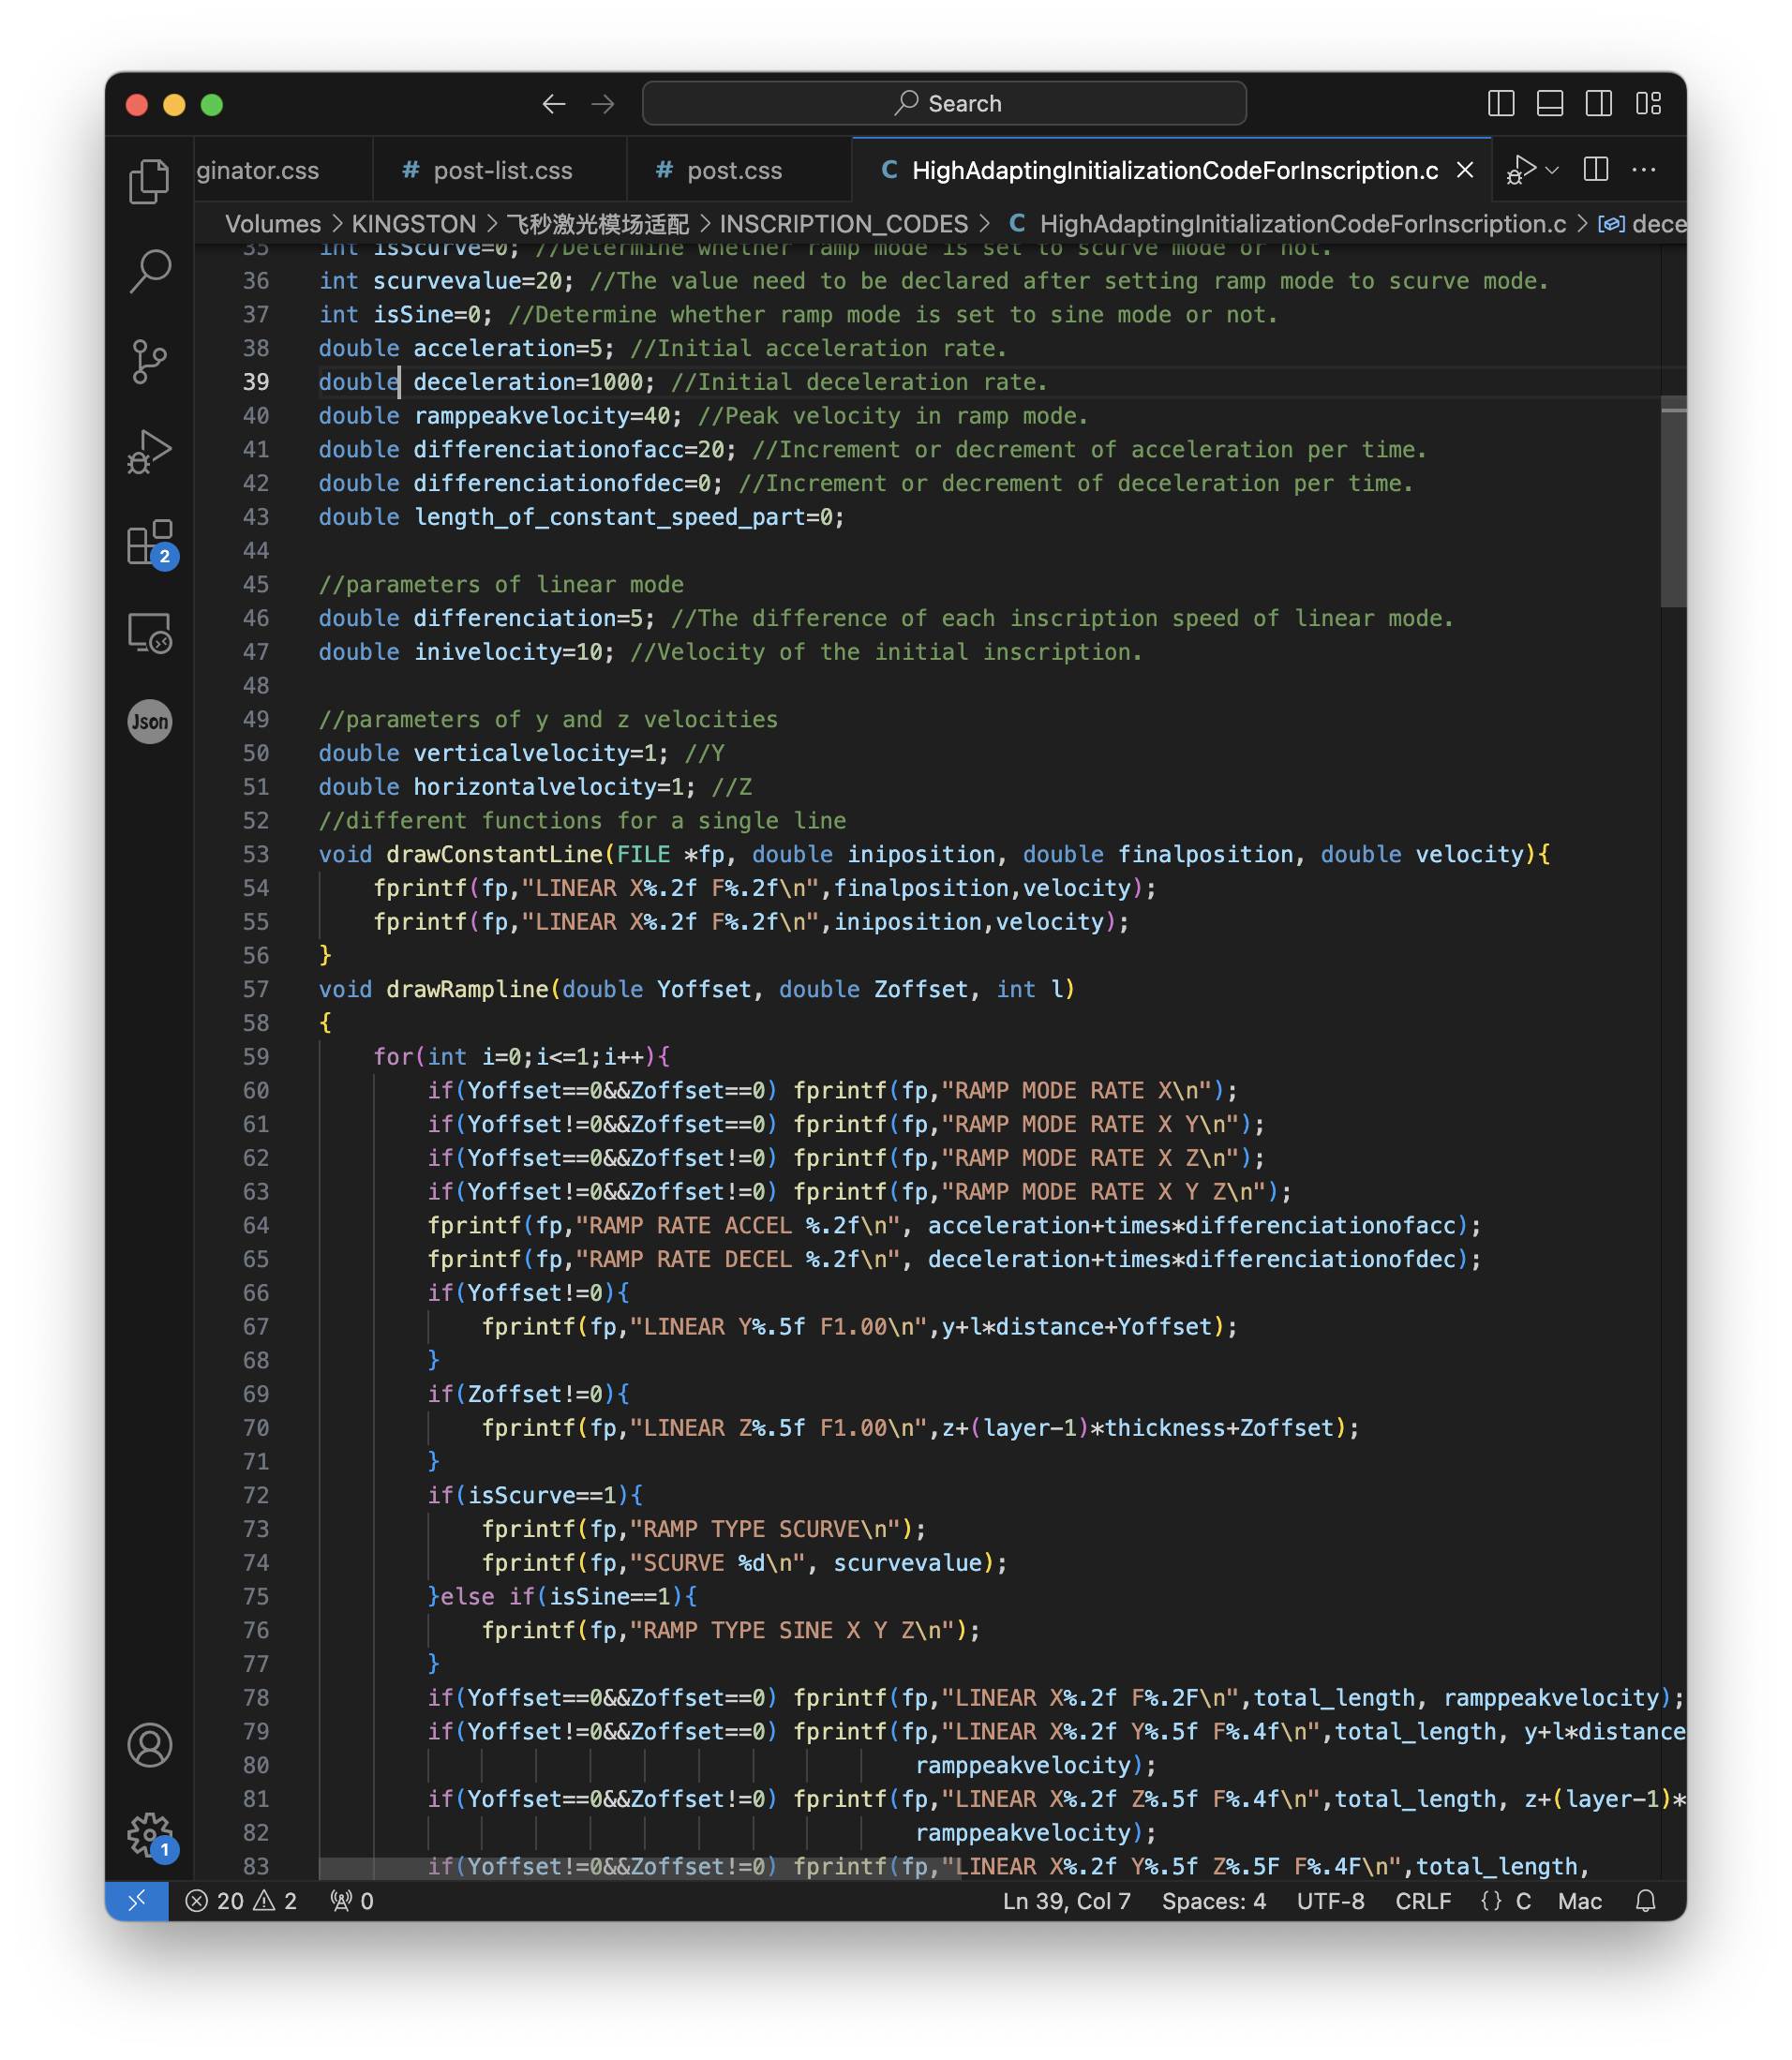 Search
ginator.css
# post-list.css
# post.css
C HighAdaptingInitializationCodeForInscription.c
Volumes > KINGSTON > 飞秒激光模场适配 > INSCRIPTION_CODES > C HighAdaptingInitializationCodeForInscription.c > dece
35 int isScurve=0; //Determine whether ramp mode is set to scurve mode or not.
36 int scurvevalue=20; //The value need to be declared after setting ramp mode to scurve mode.
37 int isSine=0; //Determine whether ramp mode is set to sine mode or not.
38 double acceleration=5; //Initial acceleration rate.
39 double deceleration=1000; //Initial deceleration rate.
40 double ramppeakvelocity=40; //Peak velocity in ramp mode.
41 double differenciationofacc=20; //Increment or decrement of acceleration per time.
42 double differenciationofdec=0; //Increment or decrement of deceleration per time.
43 double length_of_constant_speed_part=0;
44
45 //parameters of linear mode
46 double differenciation=5; //The difference of each inscription speed of linear mode.
47 double inivelocity=10; //Velocity of the initial inscription.
48
49 //parameters of y and z velocities
50 double verticalvelocity=1; //Y
51 double horizontalvelocity=1; //Z
52 //different functions for a single line
53 void drawConstantLine(FILE *fp, double iniposition, double finalposition, double velocity){
54 fprintf(fp,"LINEAR X%.2f F%.2f\n",finalposition,velocity);
55 fprintf(fp,"LINEAR X%.2f F%.2f\n",iniposition,velocity);
56 }
57 void drawRampline(double Yoffset, double Zoffset, int l)
58 {
59 for(int i=0;i<=1;i++){
60 if(Yoffset==0&&Zoffset==0) fprintf(fp,"RAMP MODE RATE X\n");
61 if(Yoffset!=0&&Zoffset==0) fprintf(fp,"RAMP MODE RATE X Y\n");
62 if(Yoffset==0&&Zoffset!=0) fprintf(fp,"RAMP MODE RATE X Z\n");
63 if(Yoffset!=0&&Zoffset!=0) fprintf(fp,"RAMP MODE RATE X Y Z\n");
64 fprintf(fp,"RAMP RATE ACCEL %.2f\n", acceleration+times*differenciationofacc);
65 fprintf(fp,"RAMP RATE DECEL %.2f\n", deceleration+times*differenciationofdec);
66 if(Yoffset!=0){
67 fprintf(fp,"LINEAR Y%.5f F1.00\n",y+l*distance+Yoffset);
68 }
69 if(Zoffset!=0){
70 fprintf(fp,"LINEAR Z%.5f F1.00\n",z+(layer-1)*thickness+Zoffset);
71 }
72 if(isScurve==1){
73 fprintf(fp,"RAMP TYPE SCURVE\n");
74 fprintf(fp,"SCURVE %d\n", scurvevalue);
75 }else if(isSine==1){
76 fprintf(fp,"RAMP TYPE SINE X Y Z\n");
77 }
78 if(Yoffset==0&&Zoffset==0) fprintf(fp,"LINEAR X%.2f F%.2F\n",total_length, ramppeakvelocity);
79 if(Yoffset!=0&&Zoffset==0) fprintf(fp,"LINEAR X%.2f Y%.5f F%.4f\n",total_length, y+l*distance
80 ramppeakvelocity);
81 if(Yoffset==0&&Zoffset!=0) fprintf(fp,"LINEAR X%.2f Z%.5f F%.4f\n",total_length, z+(layer-1)*
82 ramppeakvelocity);
83 if(Yoffset!=0&&Zoffset!=0) fprintf(fp,"LINEAR X%.2f Y%.5f Z%.5F F%.4F\n",total_length,
2
Json
1
20 2 0 Ln 39, Col 7 Spaces: 4 UTF-8 CRLF {} C Mac